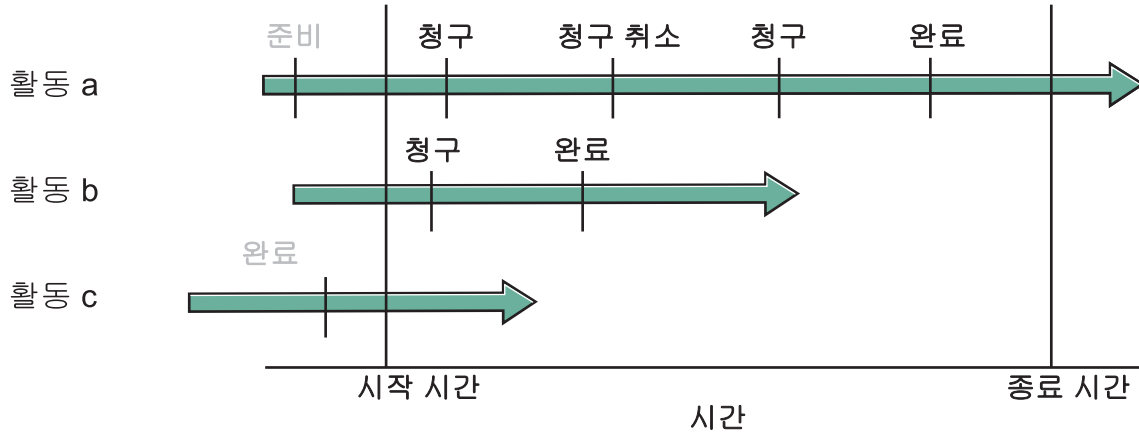 준비 청구 청구 취소 청구 완료
활동 a
청구 완료
활동 b
완료
활동 c
시작 시간 종료 시간
시간